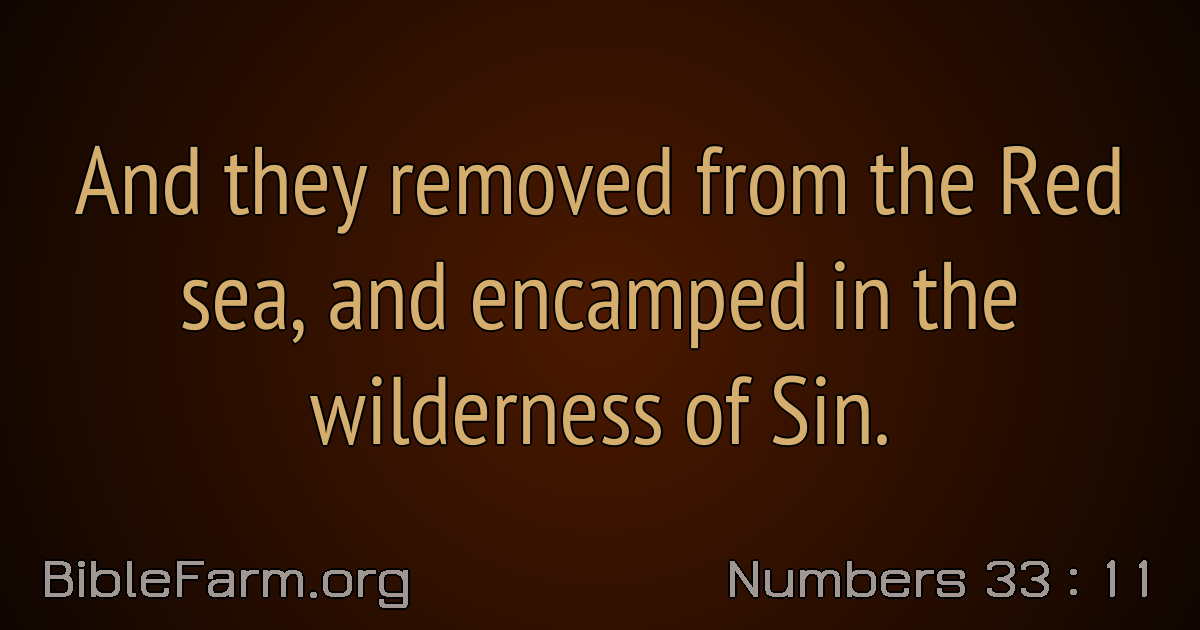 And they removed from the Red
sea, and encamped in the
wilderness of Sin.
BibleFarm.org
Numbers 33 : 11